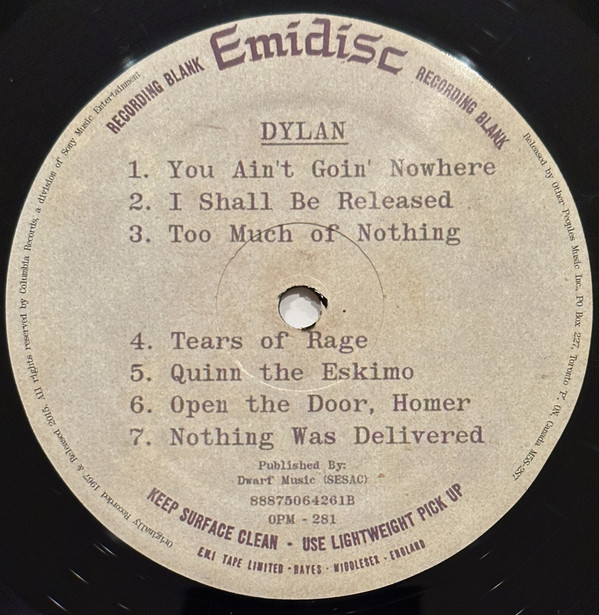 Emidisc
RECORDING BLANK
RECORDING BLANK
DYLAN
1. You Ain't Goin' Nowhere
2. I Shall Be Released
3. Too Much of Nothing
4. Tears of Rage
5. Quinn the Eskimo
6. Open the Door, Homer
7. Nothing Was Delivered
Published By:
Dwarf Music (SESAC)
88875064261B
OPM - 281
KEEP SURFACE CLEAN - USE LIGHTWEIGHT PICK UP
E.M.I TAPE LIMITED - HAYES - MIDDLESEX - ENGLAND
Originally Recorded 1967 & Released 2015. All rights reserved by Columbia Records, a division of Sony Music Entertainment
Released by Other Peoples Music Inc., PO Box 227, Toronto 'P', ON, Canada M5S-2S7